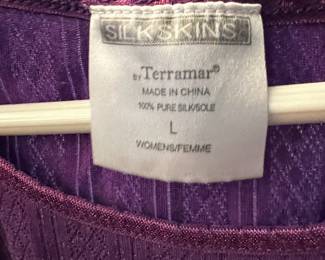 SILKSKINS
BY Terramar®
MADE IN CHINA
100% PURE SILK/SOIE
L
WOMENS/FEMME